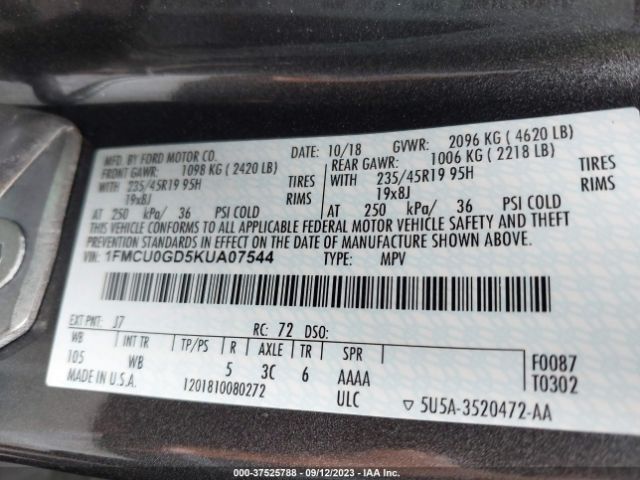 MFD. BY FORD MOTOR CO.
DATE: 10/18 GVWR: 2096 KG ( 4620 LB)
FRONT GAWR: 1098 KG ( 2420 LB)
REAR GAWR: 1006 KG ( 2218 LB)
WITH 235/45R19 95H TIRES
WITH 235/45R19 95H TIRES
19x8J RIMS
19x8J RIMS
AT 250 kPa/ 36 PSI COLD
AT 250 kPa/ 36 PSI COLD
THIS VEHICLE CONFORMS TO ALL APPLICABLE FEDERAL MOTOR VEHICLE SAFETY AND THEFT
PREVENTION STANDARDS IN EFFECT ON THE DATE OF MANUFACTURE SHOWN ABOVE.
VIN: 1FMCU0GD5KUA07544 TYPE: MPV
EXT PNT: J7 RC: 72 DSO:
WB INT TR TP/PS R AXLE TR SPR
105 WB 5 3C 6 AAAA
F0087
T0302
MADE IN U.S.A. 1201810080272 ULC
▽ 5U5A-3520472-AA
000-37525788 - 09/12/2023 - IAA Inc.